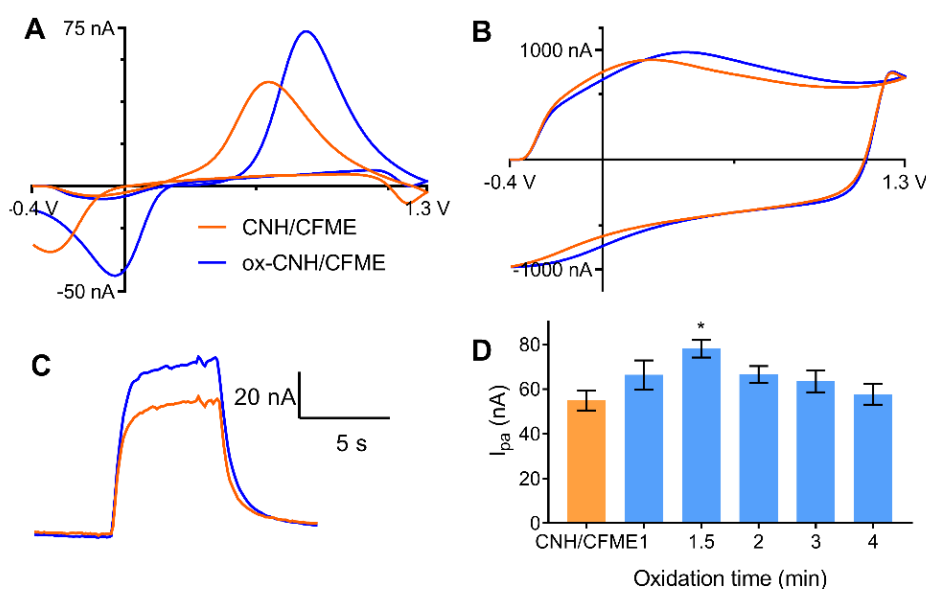 A
75 nA
-0.4 V
1.3 V
CNH/CFME
ox-CNH/CFME
-50 nA
B
1000 nA
-0.4 V
1.3 V
-1000 nA
C
20 nA
5 s
D
*
80
60
40
20
0
Ipa (nA)
CNH/CFME1 1.5 2 3 4
Oxidation time (min)